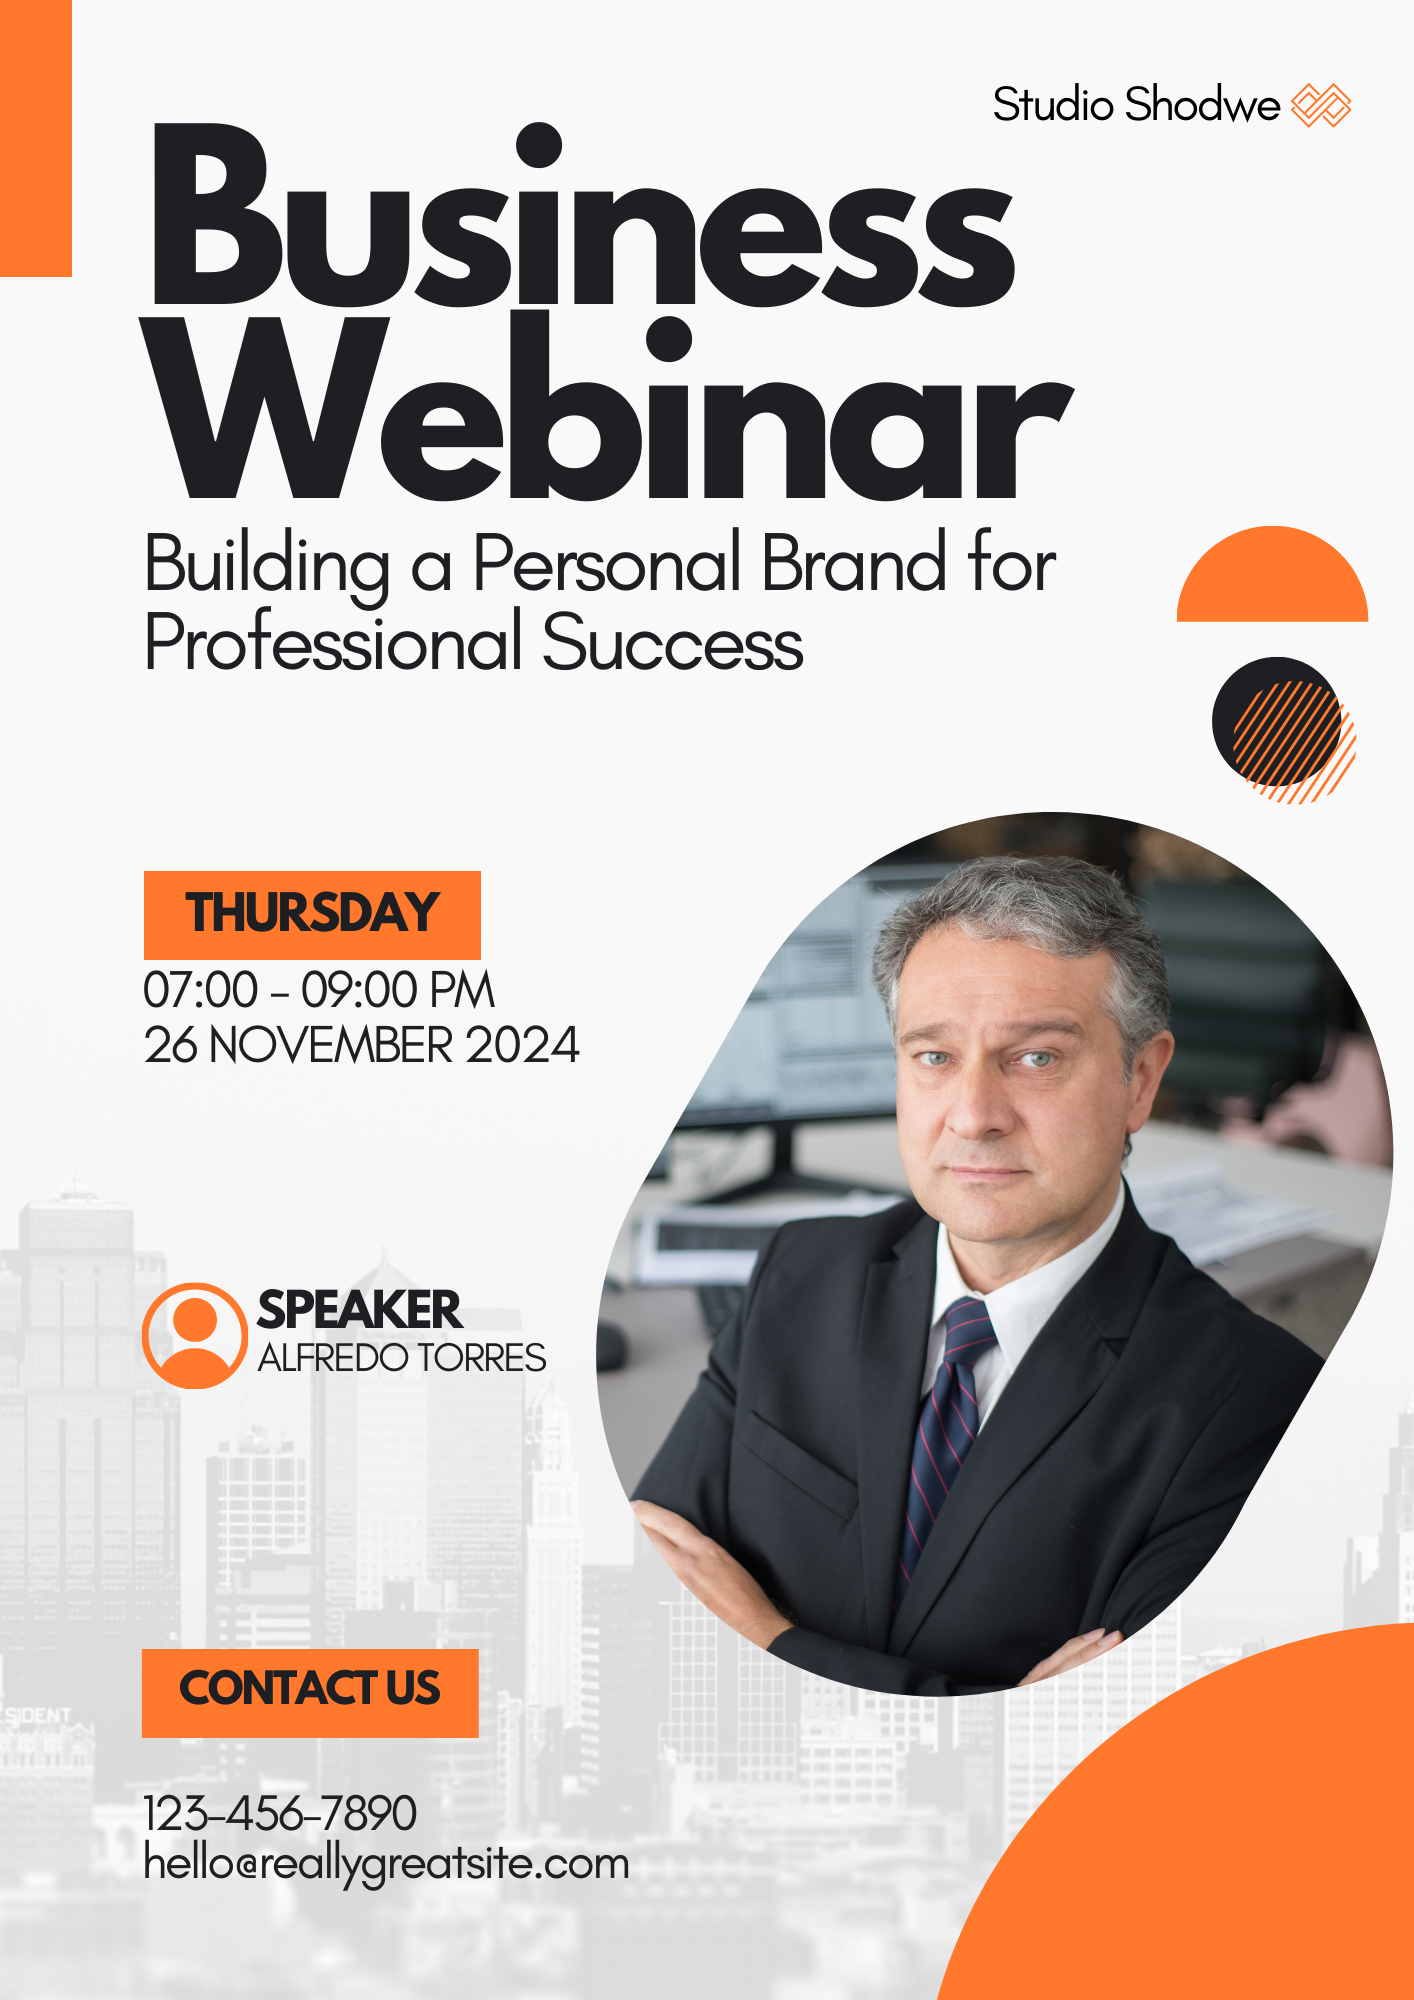 Studio Shodwe
Business
Webinar
Building a Personal Brand for
Professional Success
THURSDAY
07:00 - 09:00 PM
26 NOVEMBER 2024
SPEAKER
ALFREDO TORRES
CONTACT US
SIDENT
123-456-7890
hello@reallygreatsite.com